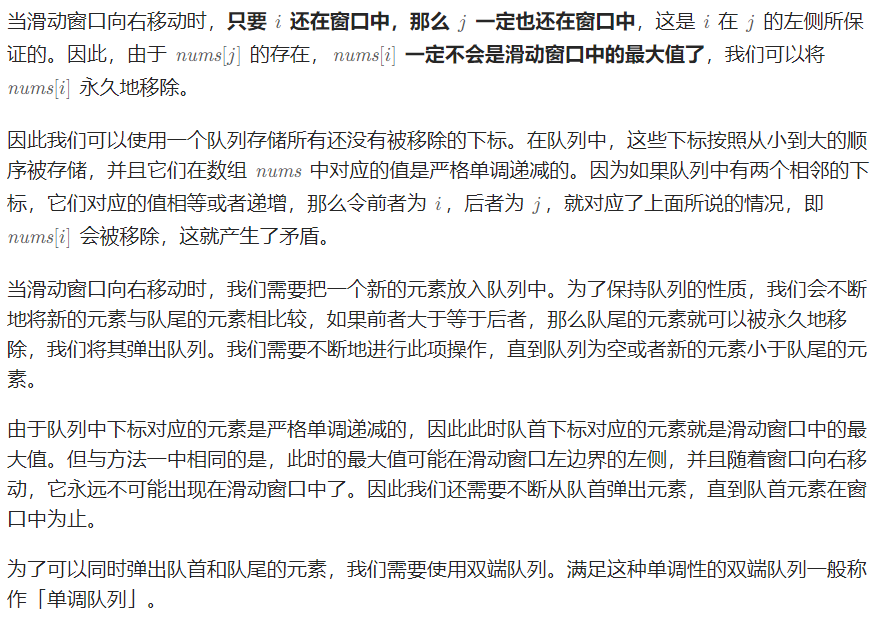 当滑动窗口向右移动时，只要 i 还在窗口中，那么 j 一定也还在窗口中，这是 i 在 j 的左侧所保
证的。因此，由于 nums[j] 的存在，nums[i] 一定不会是滑动窗口中的最大值了，我们可以将
nums[i] 永久地移除。
因此我们可以使用一个队列存储所有还没有被移除的下标。在队列中，这些下标按照从小到大的顺
序被存储，并且它们在数组 nums 中对应的值是严格单调递减的。因为如果队列中有两个相邻的下
标，它们对应的值相等或者递增，那么令前者为 i，后者为 j，就对应了上面所说的情况，即
nums[i] 会被移除，这就产生了矛盾。
当滑动窗口向右移动时，我们需要把一个新的元素放入队列中。为了保持队列的性质，我们会不断
地将新的元素与队尾的元素相比较，如果前者大于等于后者，那么队尾的元素就可以被永久地移
除，我们将其弹出队列。我们需要不断地进行此项操作，直到队列为空或者新的元素小于队尾的元
素。
由于队列中下标对应的元素是严格单调递减的，因此此时队首下标对应的元素就是滑动窗口中的最
大值。但与方法一中相同的是，此时的最大值可能在滑动窗口左边界的左侧，并且随着窗口向右移
动，它永远不可能出现在滑动窗口中了。因此我们还需要不断从队首弹出元素，直到队首元素在窗
口中为止。
为了可以同时弹出队首和队尾的元素，我们需要使用双端队列。满足这种单调性的双端队列一般称
作「单调队列」。